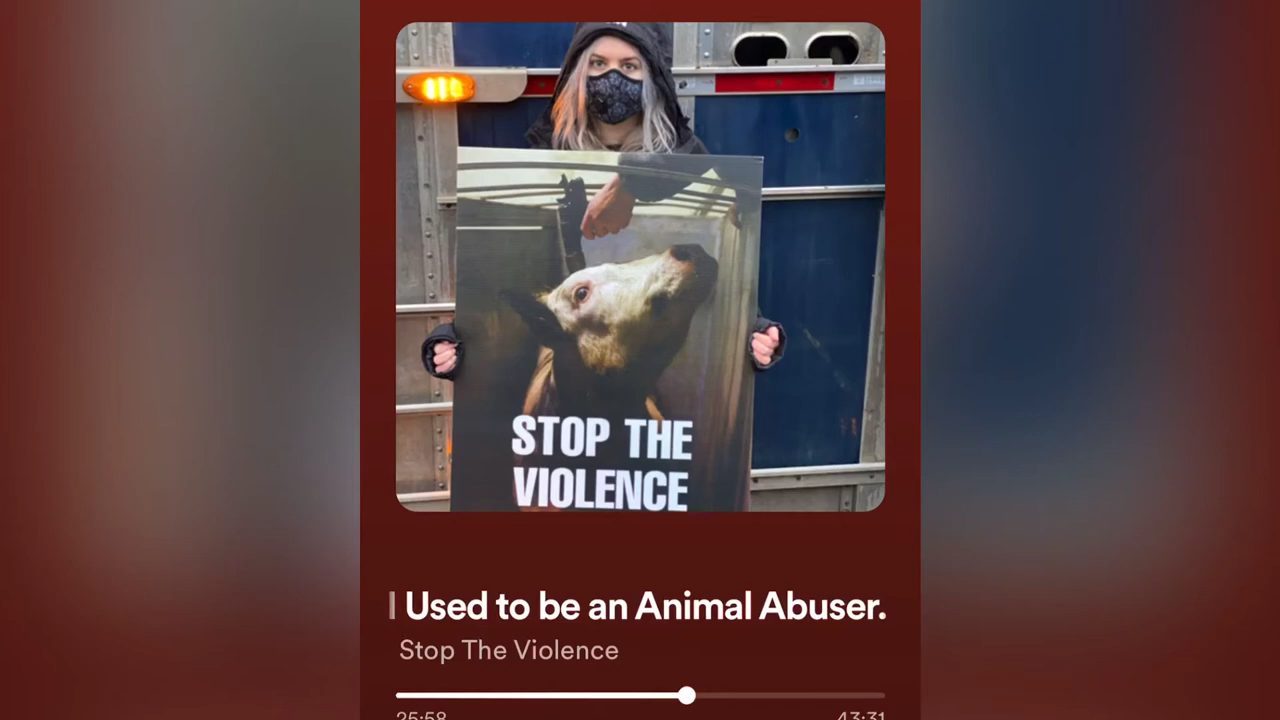 STOP THE
VIOLENCE
I Used to be an Animal Abuser.
Stop The Violence
25:58
43:31